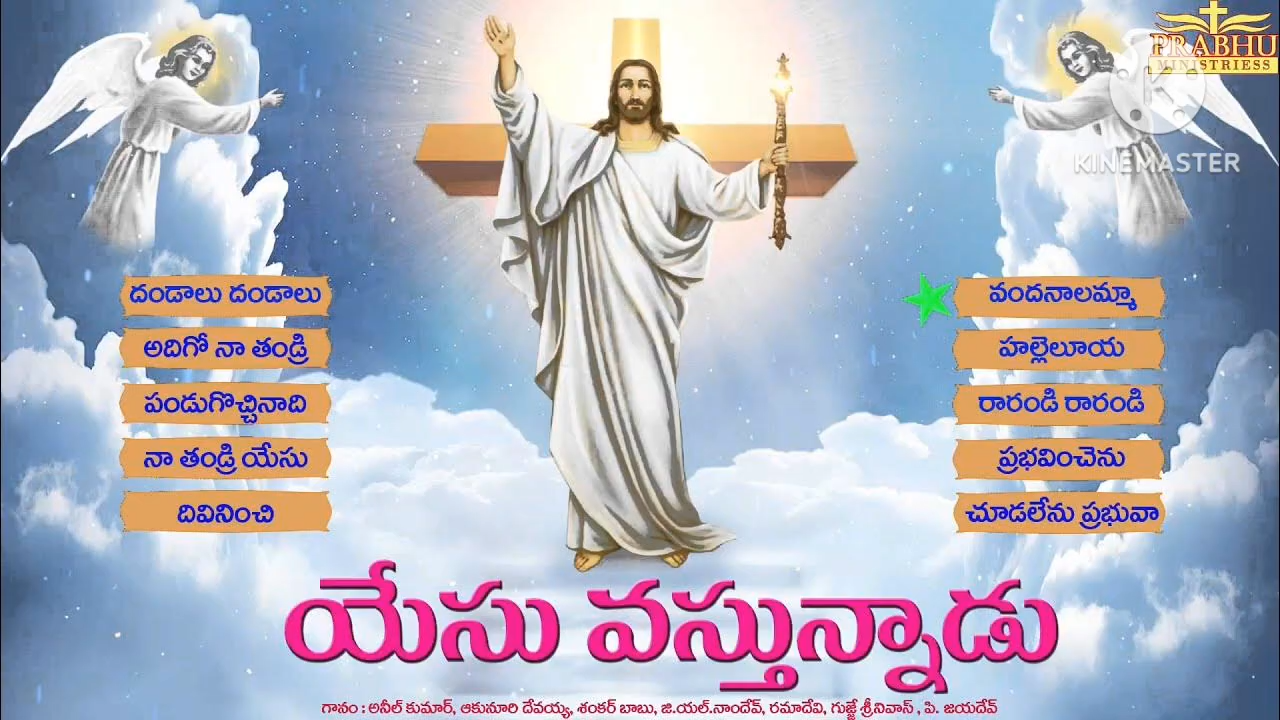 PRABHU
MINISTRIESS
KINEMASTER
దండాలు దండాలు
అదిగో నా తండ్రి
పండుగొచ్చినాది
నా తండ్రి యేసు
దివినించి
వందనాలమ్మా
హల్లెలూయ
రారండి రారండి
ప్రభవించెను
చూడలేను ప్రభువా
యేసు వస్తున్నాడు
గానం : అనీల్ కుమార్, ఆకునూరి దేవయ్య, శంకర్ బాబు, జి.యల్.నాందేవ్, రమాదేవి, గుజ్జే శ్రీనివాస్ , పి. జయదేవ్